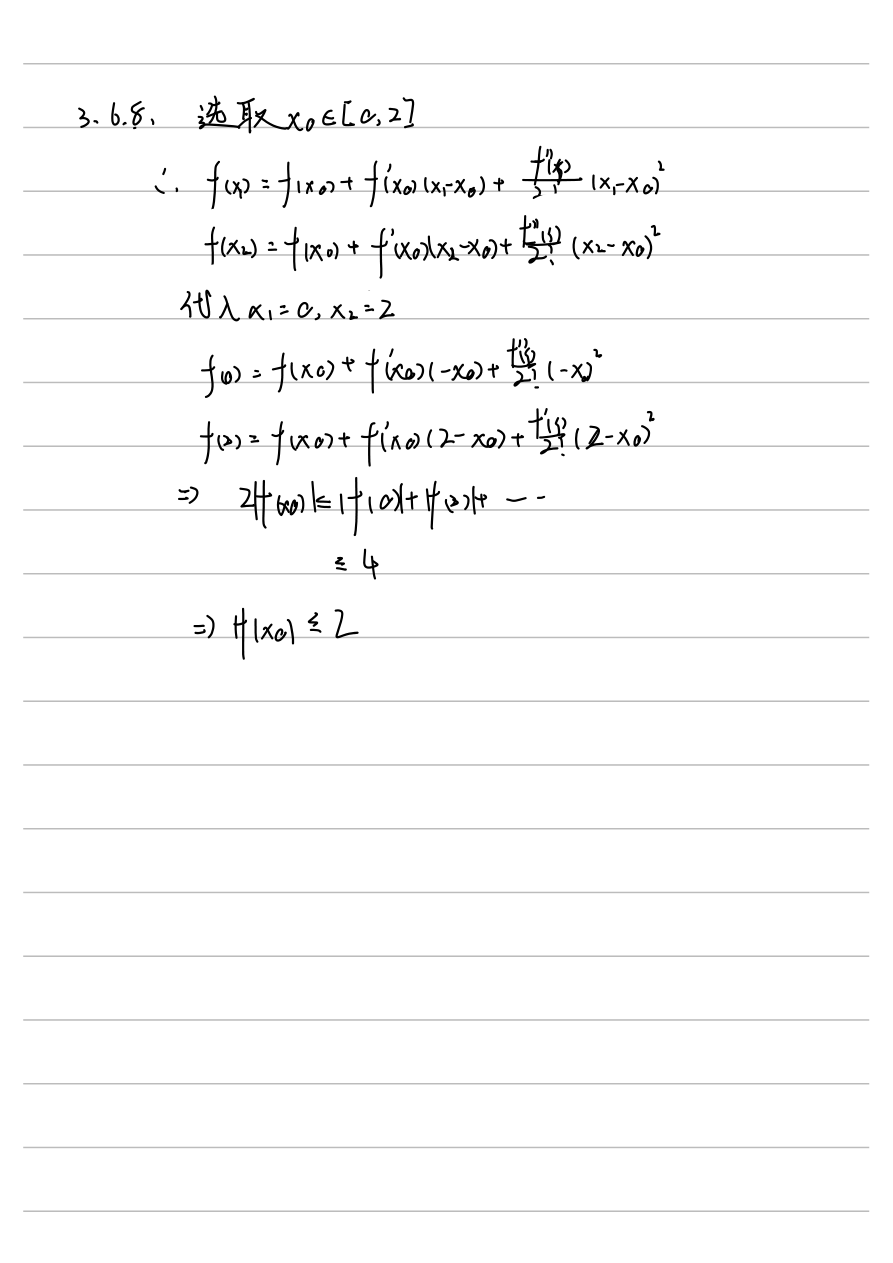 3.6.8. 选取 x₀∈[0,2]
∴ f(x₁) = f(x₀) + f'(x₀)(x₁-x₀) + f''(ξ)/2! (x₁-x₀)²
f(x₂) = f(x₀) + f'(x₀)(x₂-x₀) + f''(ξ)/2! (x₂-x₀)²
代入 x₁=0, x₂=2
f(0) = f(x₀) + f'(x₀)(-x₀) + f''(ξ)/2! (-x₀)²
f(2) = f(x₀) + f'(x₀)(2-x₀) + f''(ξ)/2! (2-x₀)²
⇒ 2|f(x₀)| ≤ |f(0)| + |f(2)| + ⋯
≤ 4
⇒ |f(x₀)| ≤ 2